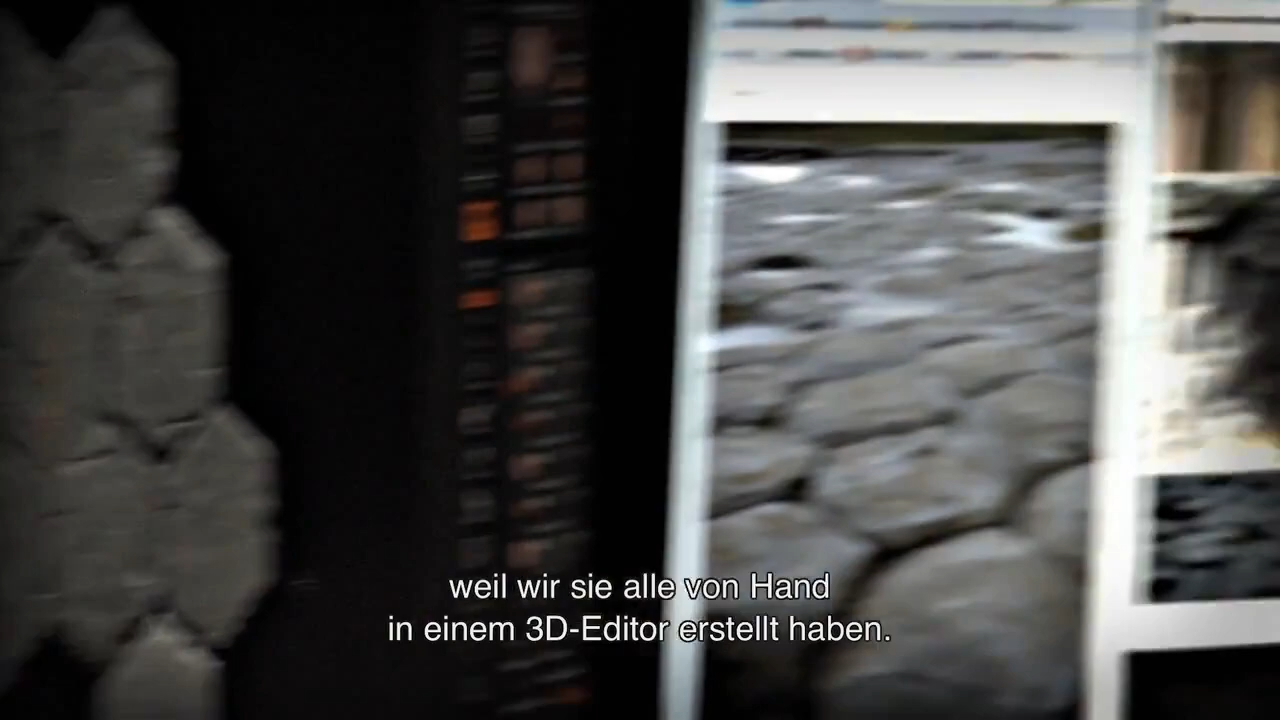 weil wir sie alle von Hand
in einem 3D-Editor erstellt haben.